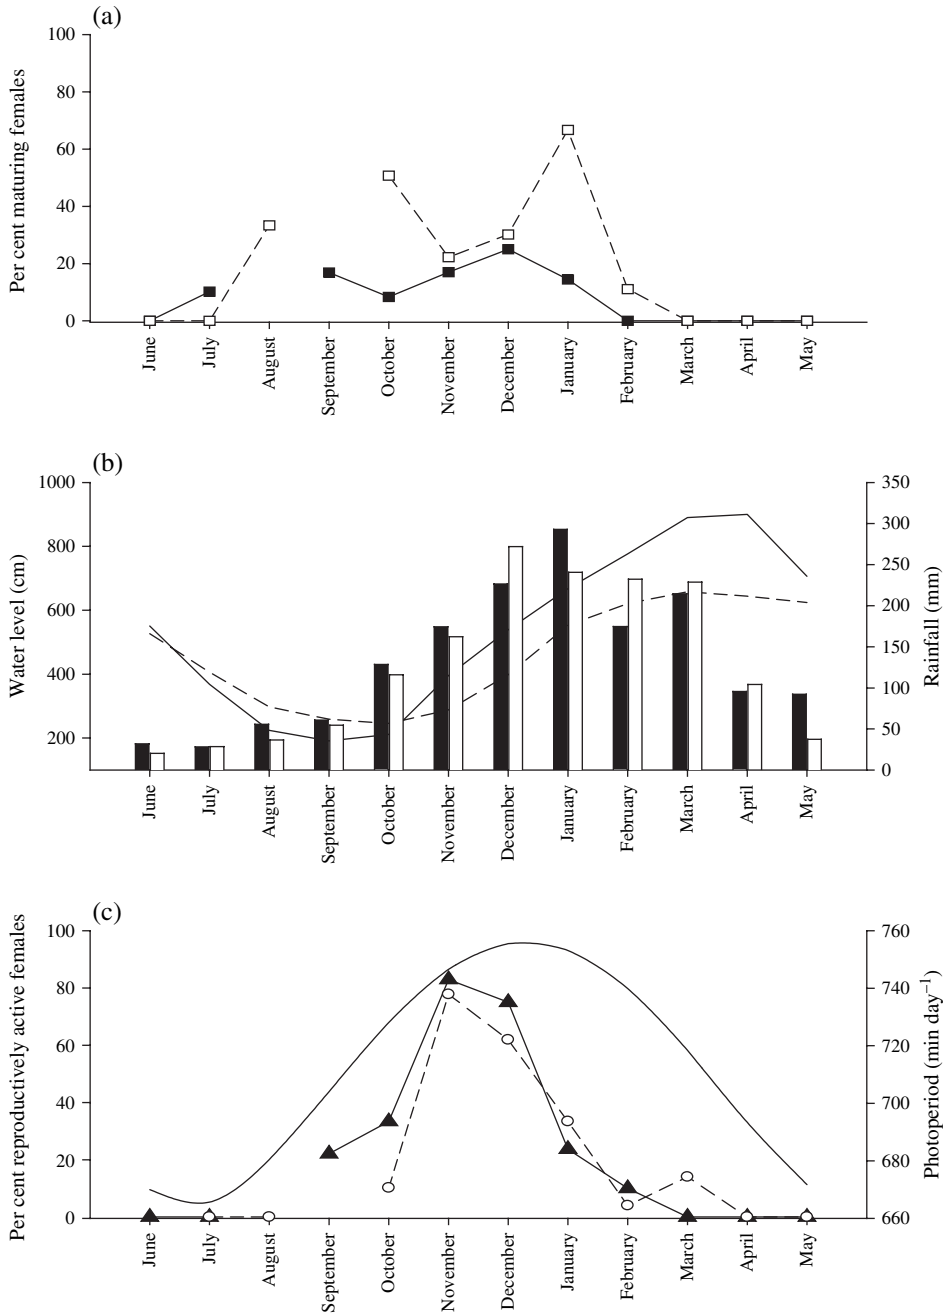 (a)
Per cent maturing females
100
80
60
40
20
0
June
July
August
September
October
November
December
January
February
March
April
May
(b)
Water level (cm)
1000
800
600
400
200
Rainfall (mm)
350
300
250
200
150
100
50
0
June
July
August
September
October
November
December
January
February
March
April
May
(c)
Per cent reproductively active females
100
80
60
40
20
0
Photoperiod (min day⁻¹)
760
740
720
700
680
660
June
July
August
September
October
November
December
January
February
March
April
May